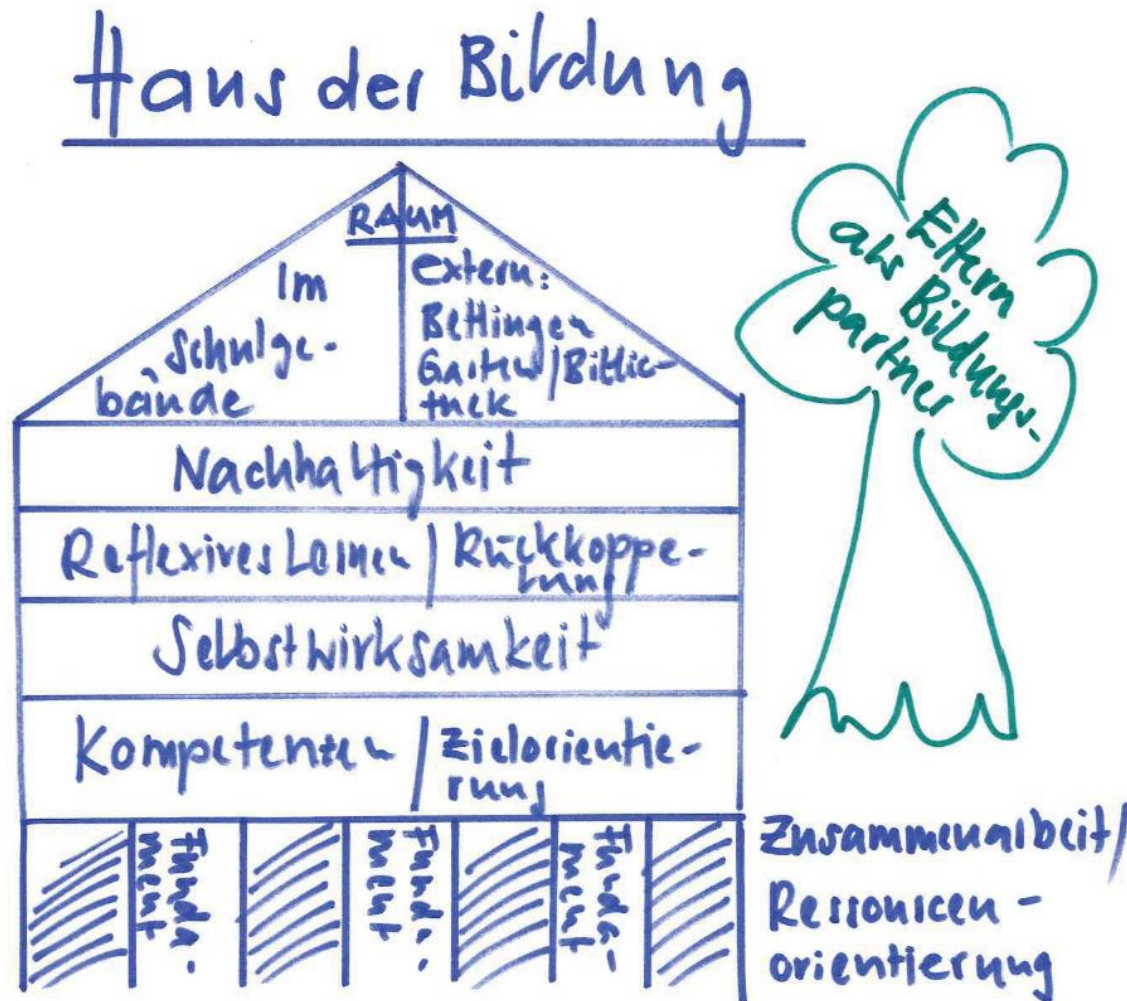 Haus der Bildung
RAUM
Im
Schulge-
bäude
extern:
Bettingen
Garten/Biblio-
thek
Eltern
als Bildungs-
partner
Nachhaltigkeit
Reflexives Lernen / Rückkoppe-
lung
Selbstwirksamkeit
Kompetenzen / Zielorientie-
rung
Funda-
ment
Funda-
ment
Funda-
ment
Zusammenarbeit/
Ressourcen-
orientierung